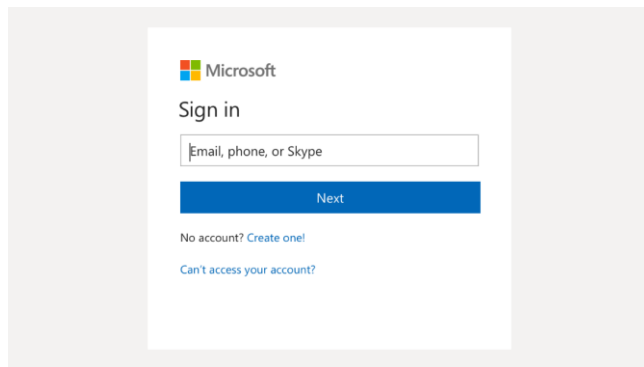 Microsoft
Sign in
Email, phone, or Skype
Next
No account? Create one!
Can't access your account?